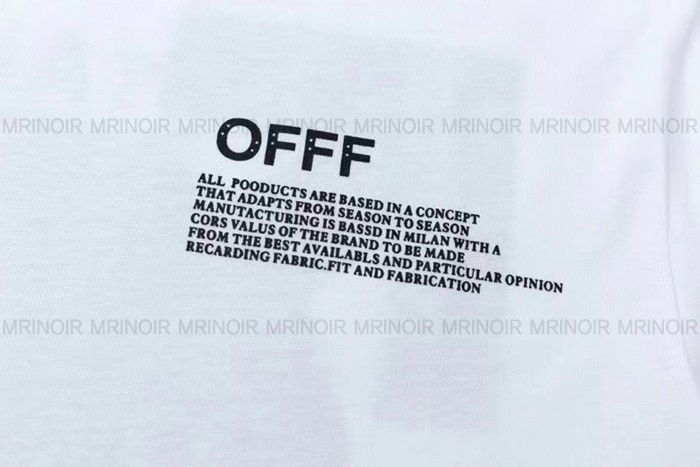 MRINOIR MRINOIR MRINOIR MRINOIR MRINOIR MRINOIR MRINOIR MRINOIR
OFFF
ALL POODUCTS ARE BASED IN A CONCEPT
THAT ADAPTS FROM SEASON TO SEASON
MANUTACTURING IS BASSD IN MILAN WITH A
CORS VALUS OF THE BRAND TO BE MADE
FROM THE BEST AVAILABLS AND PARTICULAR OPINION
RECARDING FABRIC.FIT AND FABRICATION
MRINOIR MRINOIR MRINOIR MRINOIR MRINOIR MRINOIR MRINOIR MRINOIR